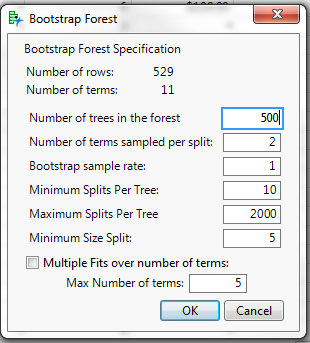 Bootstrap Forest
Bootstrap Forest Specification
Number of rows: 529
Number of terms: 11
Number of trees in the forest 500
Number of terms sampled per split: 2
Bootstrap sample rate: 1
Minimum Splits Per Tree: 10
Maximum Splits Per Tree 2000
Minimum Size Split: 5
Multiple Fits over number of terms:
Max Number of terms: 5
OK Cancel